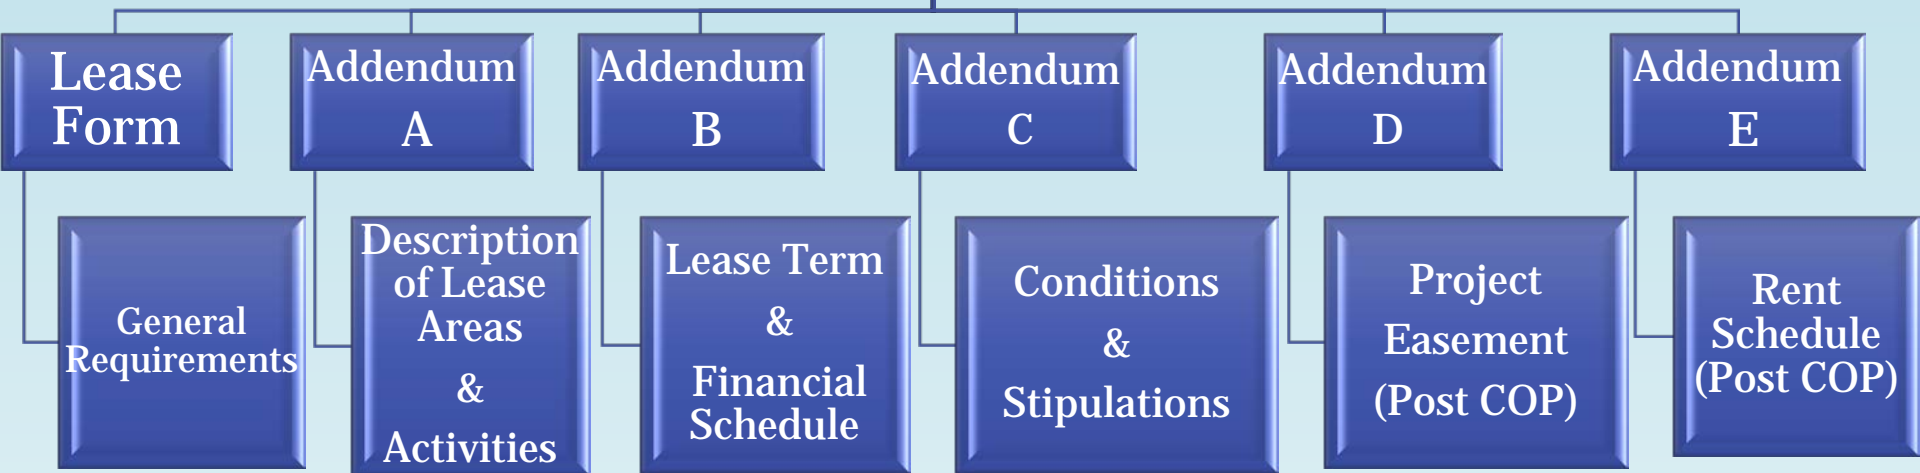 Lease
Form
Addendum
A
Addendum
B
Addendum
C
Addendum
D
Addendum
E
General
Requirements
Description
of Lease
Areas
&
Activities
Lease Term
&
Financial
Schedule
Conditions
&
Stipulations
Project
Easement
(Post COP)
Rent
Schedule
(Post COP)